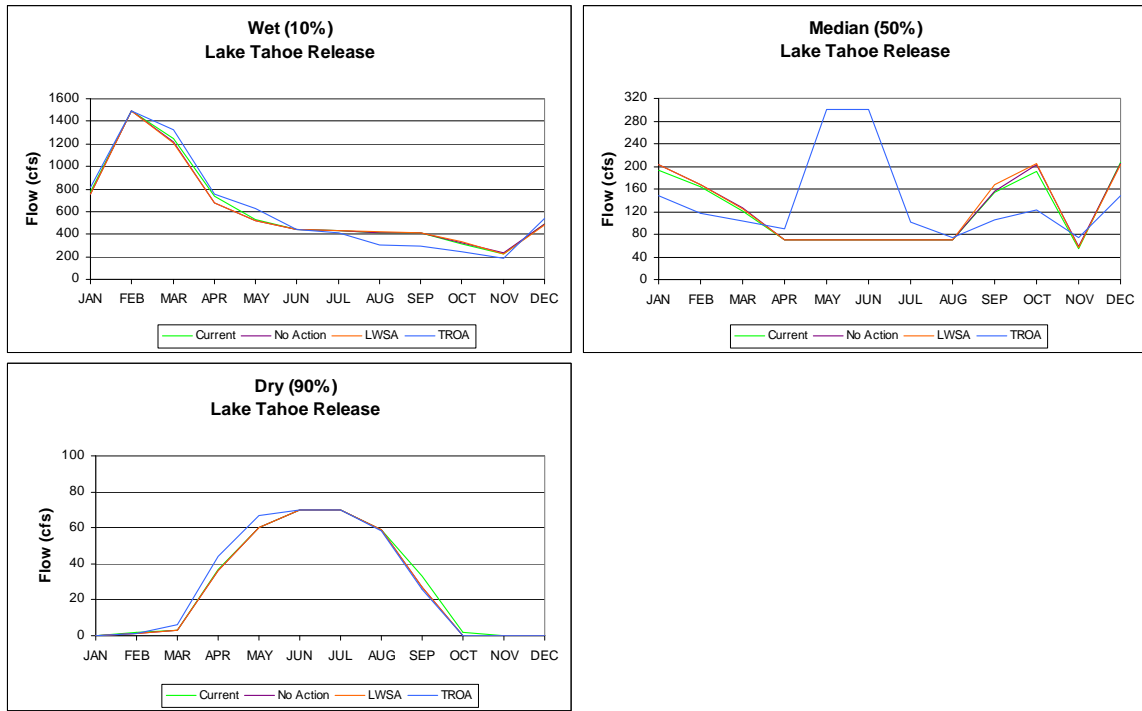 Wet (10%)
Lake Tahoe Release
Flow (cfs)
1600
1400
1200
1000
800
600
400
200
0
JAN FEB MAR APR MAY JUN JUL AUG SEP OCT NOV DEC
Current No Action LWSA TROA
Median (50%)
Lake Tahoe Release
Flow (cfs)
320
280
240
200
160
120
80
40
0
JAN FEB MAR APR MAY JUN JUL AUG SEP OCT NOV DEC
Current No Action LWSA TROA
Dry (90%)
Lake Tahoe Release
Flow (cfs)
100
80
60
40
20
0
JAN FEB MAR APR MAY JUN JUL AUG SEP OCT NOV DEC
Current No Action LWSA TROA